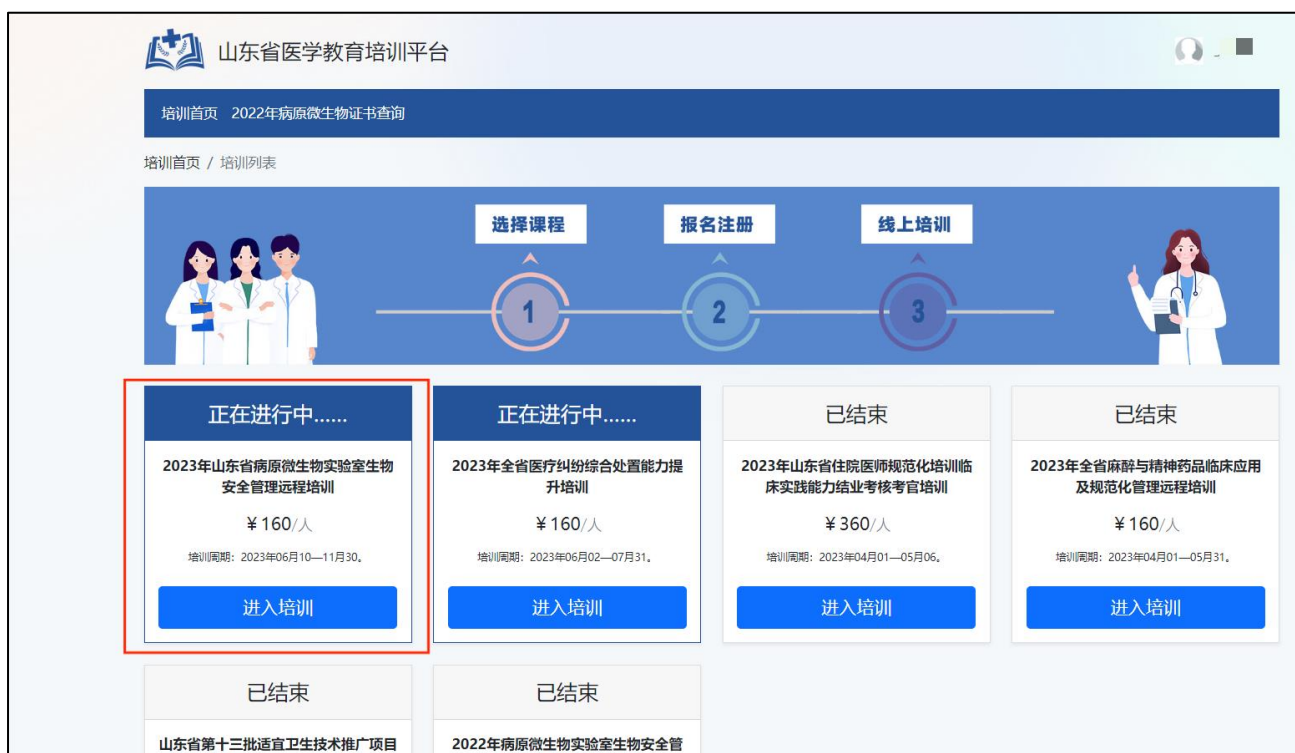 山东省医学教育培训平台
培训首页 2022年病原微生物证书查询
培训首页 / 培训列表
选择课程 报名注册 线上培训
1 2 3
正在进行中......
2023年山东省病原微生物实验室生物
安全管理远程培训
¥160/人
培训周期：2023年06月10—11月30。
进入培训
正在进行中......
2023年全省医疗纠纷综合处置能力提
升培训
¥160/人
培训周期：2023年06月02—07月31。
进入培训
已结束
2023年山东省住院医师规范化培训临
床实践能力结业考核考官培训
¥360/人
培训周期：2023年04月01—05月06。
进入培训
已结束
2023年全省麻醉与精神药品临床应用
及规范化管理远程培训
¥160/人
培训周期：2023年04月01—05月31。
进入培训
已结束
山东省第十三批适宜卫生技术推广项目
已结束
2022年病原微生物实验室生物安全管